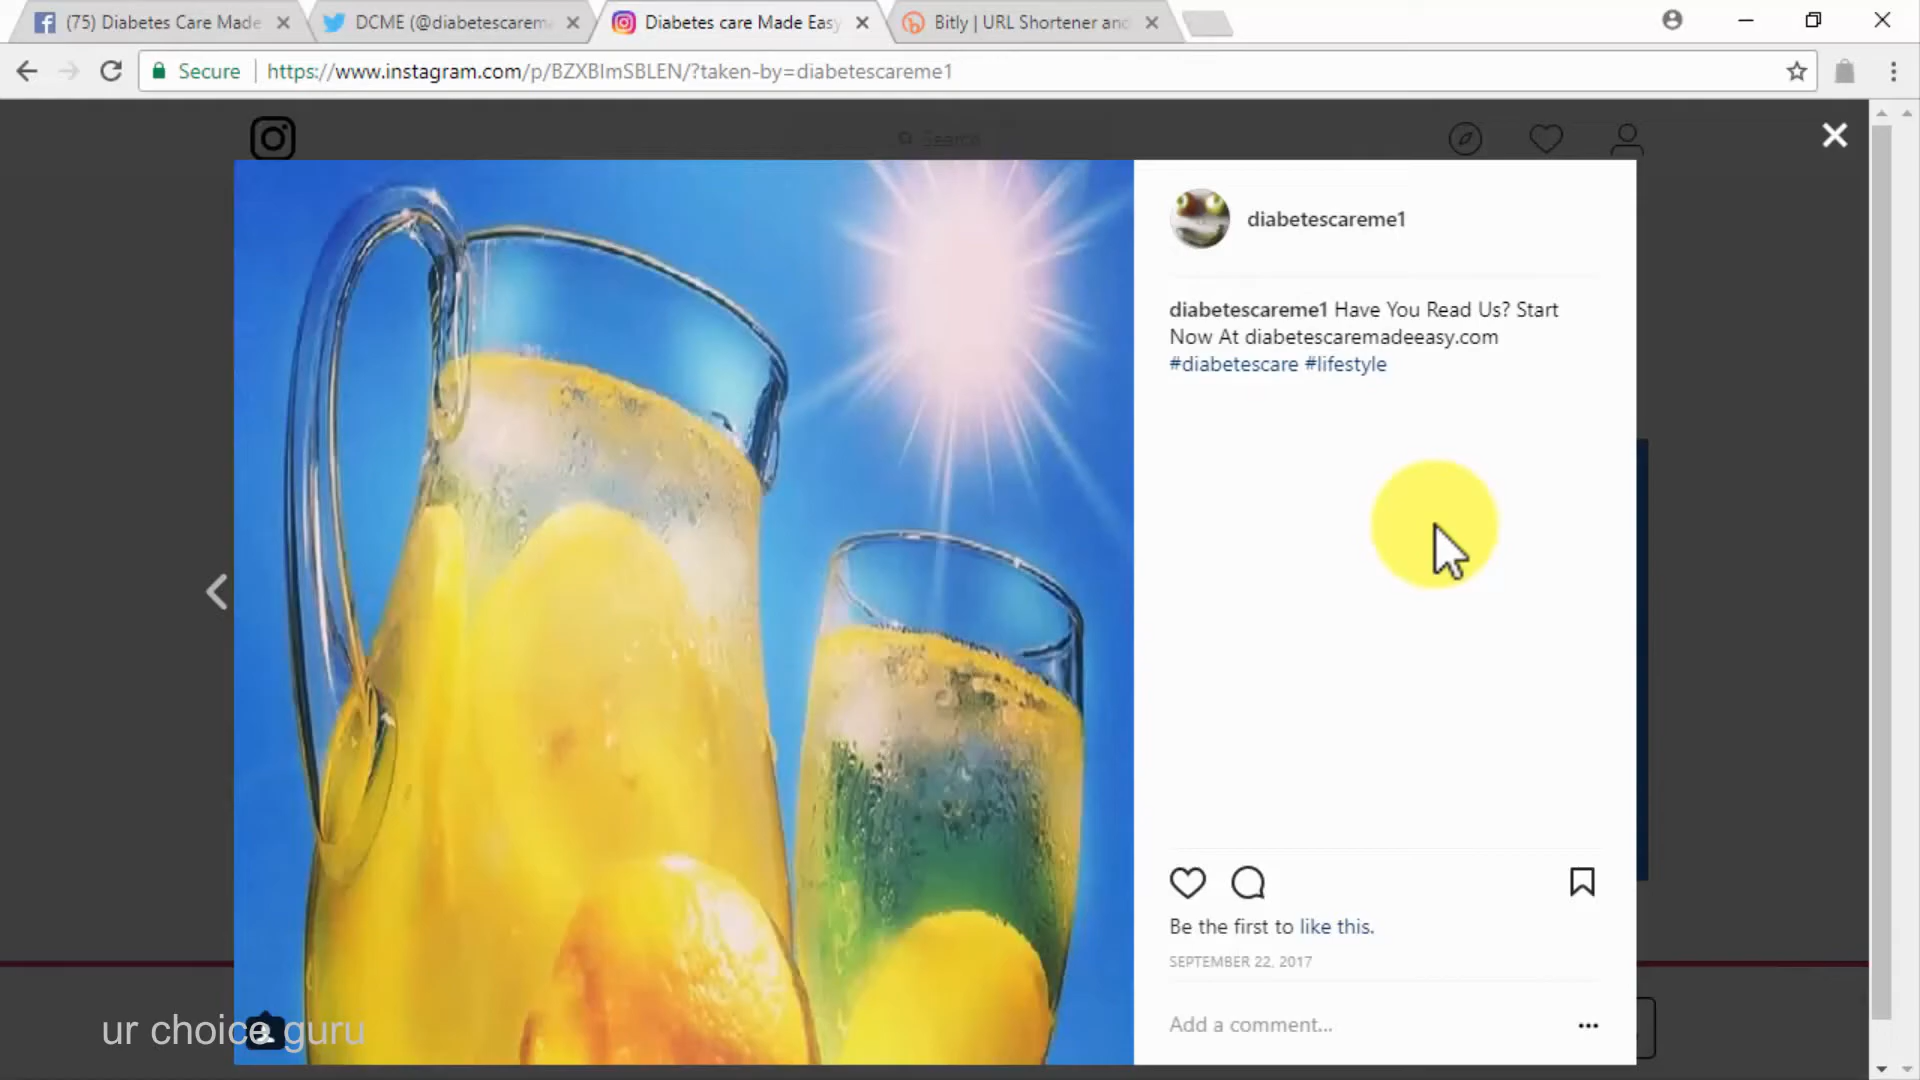 (75) Diabetes Care Made
DCME (@diabetescarem
Diabetes care Made Easy
Bitly | URL Shortener and
Secure
https://www.instagram.com/p/BZXBlmSBLEN/?taken-by=diabetescareme1
Search
diabetescareme1
diabetescareme1 Have You Read Us? Start
Now At diabetescaremadeeasy.com
#diabetescare #lifestyle
Be the first to like this.
SEPTEMBER 22, 2017
Add a comment...
ur choice guru